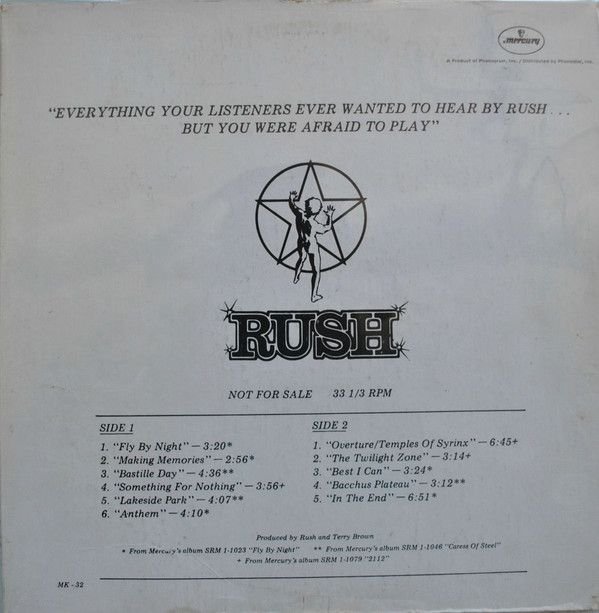 mercury
A Product of Phonogram, Inc. / Distributed by Phonodisc, Inc.
"EVERYTHING YOUR LISTENERS EVER WANTED TO HEAR BY RUSH...
BUT YOU WERE AFRAID TO PLAY"
RUSH
NOT FOR SALE 33 1/3 RPM
SIDE 1
1. "Fly By Night" — 3:20*
2. "Making Memories" — 2:56*
3. "Bastille Day" — 4:36**
4. "Something For Nothing" — 3:56+
5. "Lakeside Park" — 4:07**
6. "Anthem" — 4:10*
SIDE 2
1. "Overture/Temples Of Syrinx" — 6:45+
2. "The Twilight Zone" — 3:14+
3. "Best I Can" — 3:24*
4. "Bacchus Plateau" — 3:12**
5. "In The End" — 6:51*
Produced by Rush and Terry Brown
* From Mercury's album SRM 1-1023 "Fly By Night" ** From Mercury's album SRM 1-1046 "Caress Of Steel"
+ From Mercury's album SRM 1-1079 "2112"
MK - 32